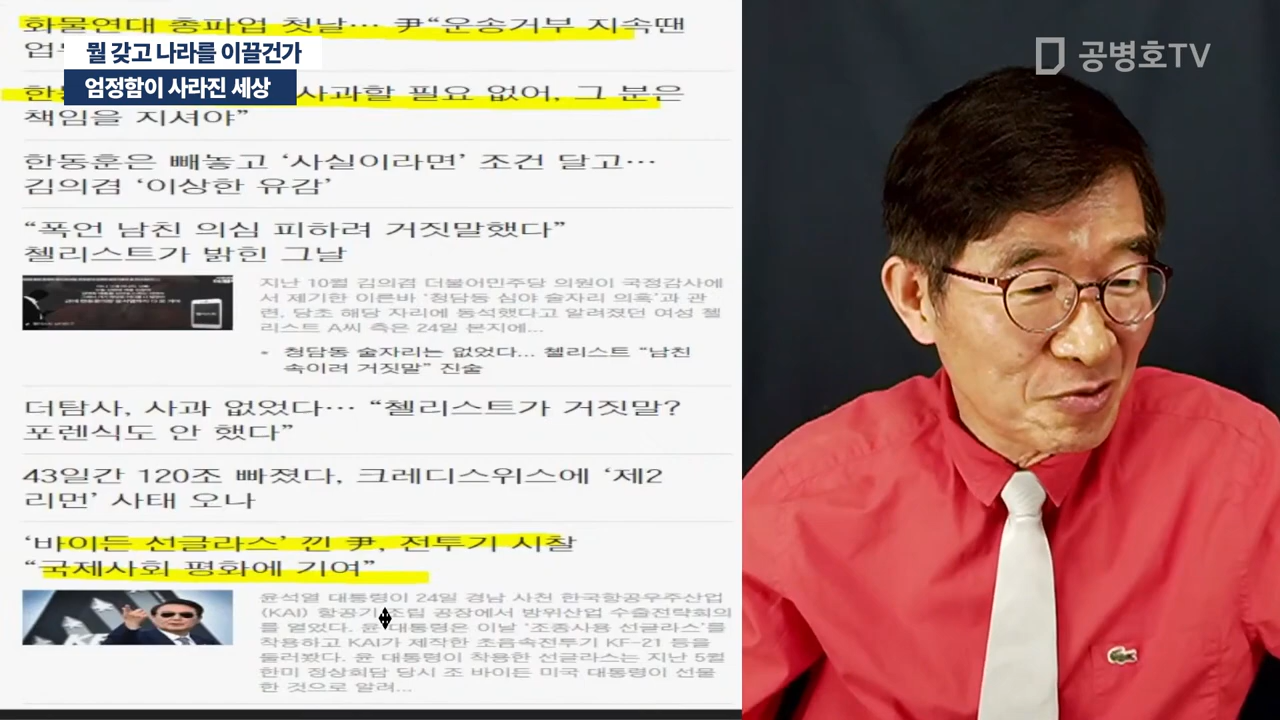 화물연대 총파업 첫날… 尹“운송거부 지속땐
업
뭘 갖고 나라를 이끌건가
엄정함이 사라진 세상
한 사과할 필요 없어, 그 분은
책임을 지셔야”
한동훈은 빼놓고 ‘사실이라면’ 조건 달고…
김의겸 ‘이상한 유감’
“폭언 남친 의심 피하려 거짓말했다”
첼리스트가 밝힌 그날
지난 10월 김의겸 더불어민주당 의원이 국정감사에
서 제기한 이른바 ‘청담동 심야 술자리 의혹’과 관
련, 당초 해당 자리에 동석했다고 알려졌던 여성 첼
리스트 A씨 측은 24일 본지에...
청담동 술자리는 없었다... 첼리스트 “남친
속이려 거짓말” 진술
더탐사, 사과 없었다… “첼리스트가 거짓말?
포렌식도 안 했다”
43일간 120조 빠졌다, 크레디스위스에 ‘제2
리먼’ 사태 오나
‘바이든 선글라스’ 낀 尹, 전투기 시찰
“국제사회 평화에 기여”
윤석열 대통령이 24일 경남 사천 한국항공우주산업
(KAI) 항공기 조립 공장에서 방위산업 수출전략회의
를 열었다. 윤 대통령은 이날 ‘조종사용 선글라스’를
착용하고 KAI가 제작한 초음속전투기 KF-21 등을
둘러봤다. 윤 대통령이 착용한 선글라스는 지난 5월
한미 정상회담 당시 조 바이든 미국 대통령이 선물
한 것으로 알려...
공병호TV